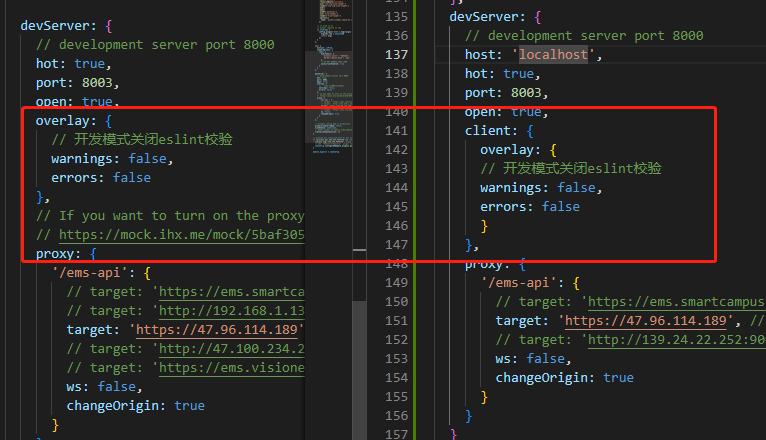 devServer: {
// development server port 8000
hot: true,
port: 8003,
open: true,
overlay: {
// 开发模式关闭eslint校验
warnings: false,
errors: false
},
// If you want to turn on the proxy
// https://mock.ihx.me/mock/5baf305
proxy: {
'/ems-api': {
// target: 'https://ems.smartca
// target: 'http://192.168.1.13
target: 'https://47.96.114.189'
// target: 'http://47.100.234.2
// target: 'https://ems.visione
ws: false,
changeOrigin: true
}
135 devServer: {
136 // development server port 8000
137 host: 'localhost',
138 hot: true,
139 port: 8003,
140 open: true,
141 client: {
142 overlay: {
143 // 开发模式关闭eslint校验
144 warnings: false,
145 errors: false
146 }
147 },
148 proxy: {
149 '/ems-api': {
150 // target: 'https://ems.smartcampus
151 target: 'https://47.96.114.189', //
152 // target: 'http://139.24.22.252:90
153 ws: false,
154 changeOrigin: true
155 }
156 }
157 }